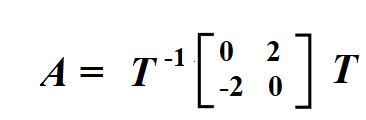 A = T⁻¹ [ 0 2 ] T
[ -2 0 ]